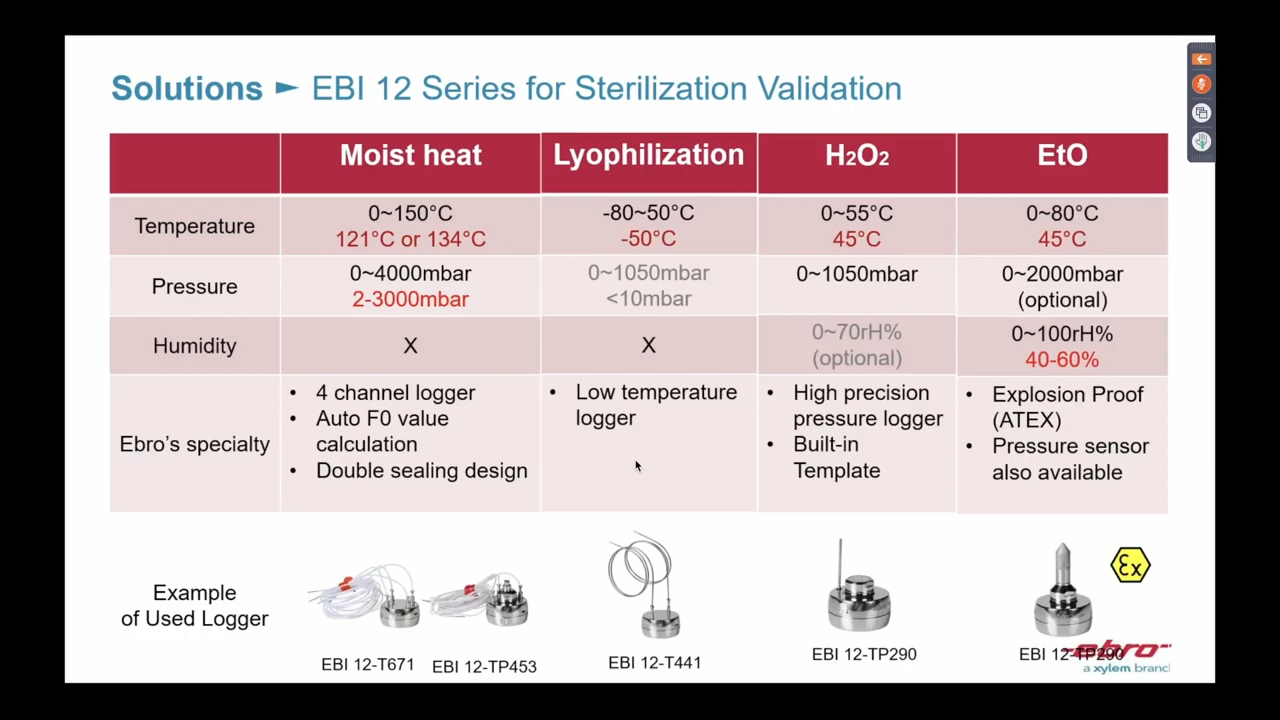 Solutions ► EBI 12 Series for Sterilization Validation
Moist heat
Lyophilization
H₂O₂
EtO
Temperature
0~150°C
121°C or 134°C
-80~50°C
-50°C
0~55°C
45°C
0~80°C
45°C
Pressure
0~4000mbar
2-3000mbar
0~1050mbar
<10mbar
0~1050mbar
0~2000mbar
(optional)
Humidity
X
X
0~70rH%
(optional)
0~100rH%
40-60%
Ebro's specialty
• 4 channel logger
• Auto F0 value
calculation
• Double sealing design
• Low temperature
logger
• High precision
pressure logger
• Built-in
Template
• Explosion Proof
(ATEX)
• Pressure sensor
also available
Example
of Used Logger
EBI 12-T671
EBI 12-TP453
EBI 12-T441
EBI 12-TP290
EBI 12-TP290
Ex
ebro
a xylem brand